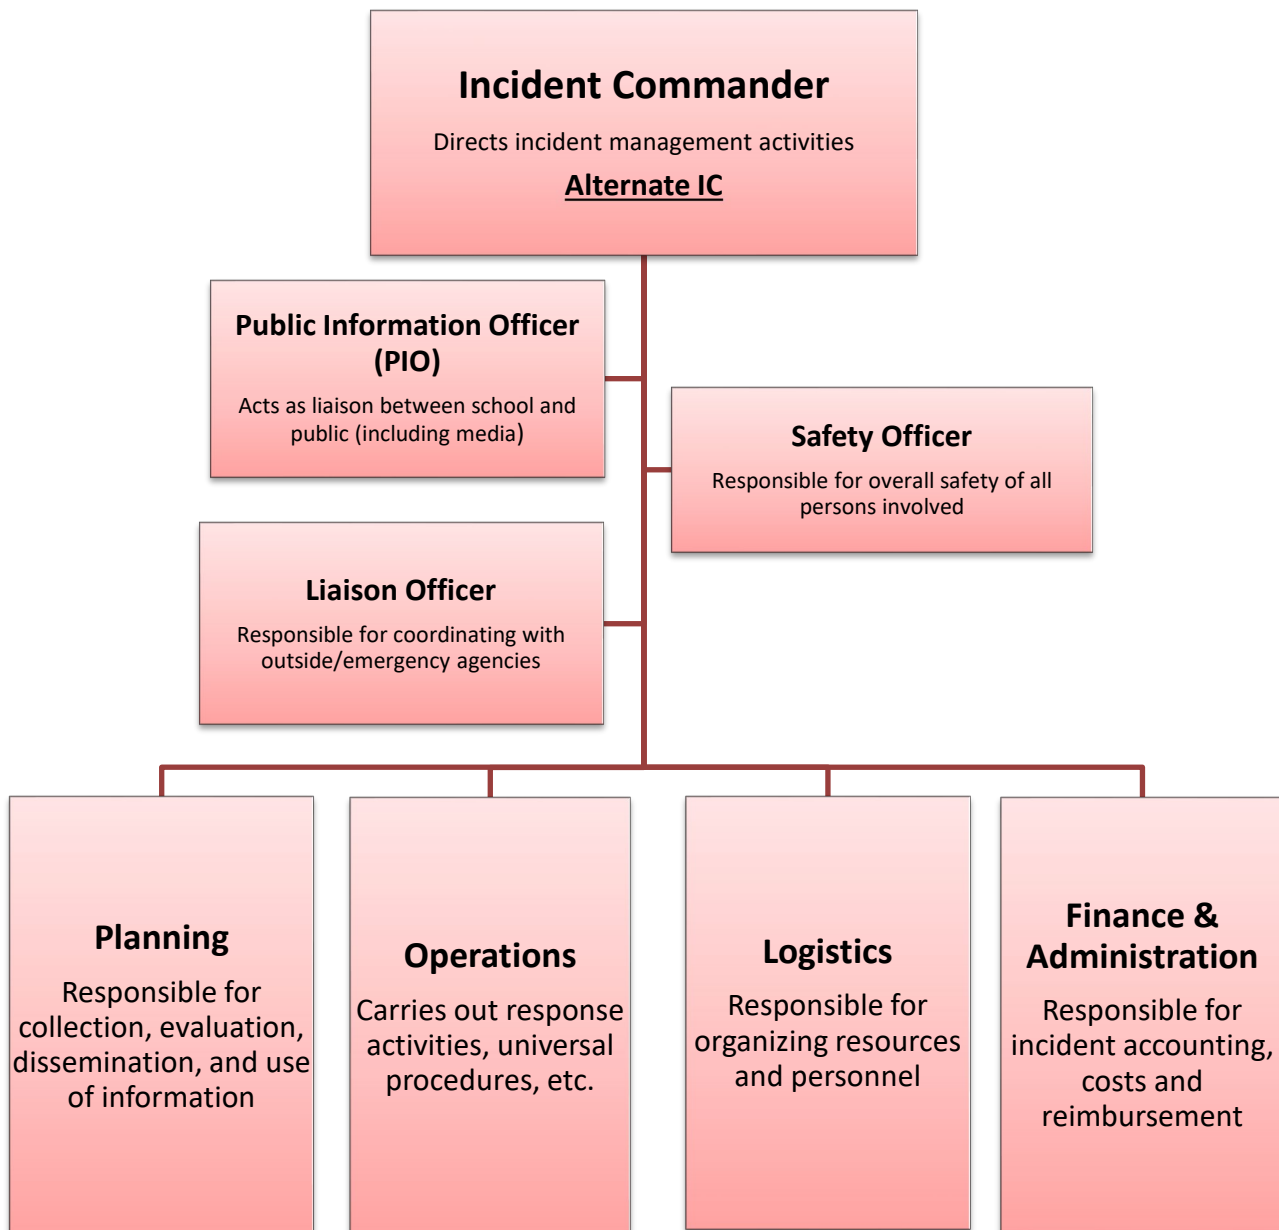 Incident Commander
Directs incident management activities
Alternate IC
Public Information Officer
(PIO)
Acts as liaison between school and
public (including media)
Safety Officer
Responsible for overall safety of all
persons involved
Liaison Officer
Responsible for coordinating with
outside/emergency agencies
Planning
Responsible for
collection, evaluation,
dissemination, and use
of information
Operations
Carries out response
activities, universal
procedures, etc.
Logistics
Responsible for
organizing resources
and personnel
Finance &
Administration
Responsible for
incident accounting,
costs and
reimbursement